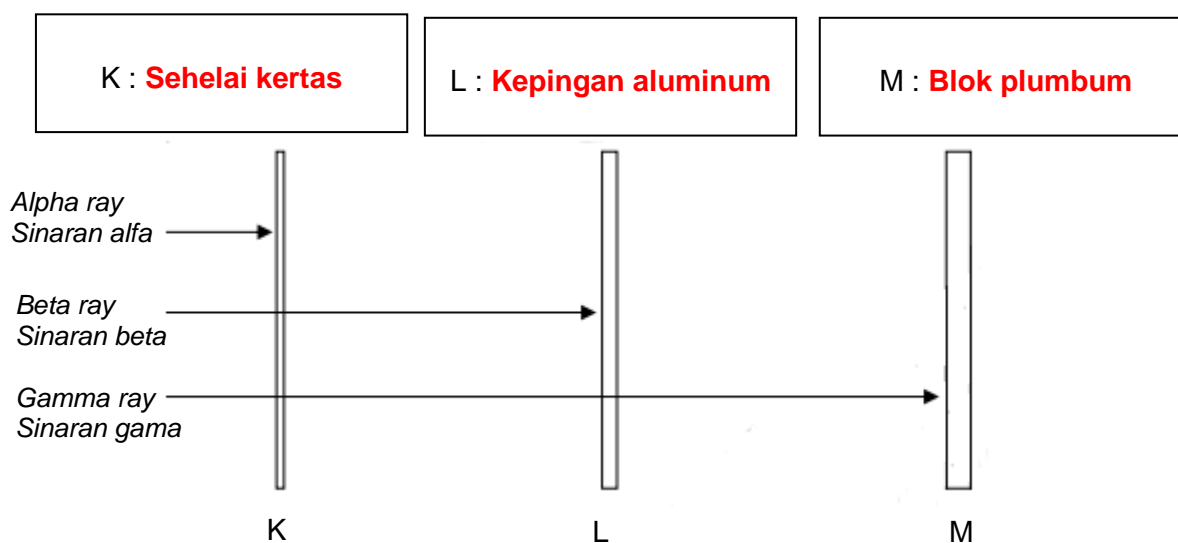 K : Sehelai kertas
L : Kepingan aluminum
M : Blok plumbum
Alpha ray
Sinaran alfa
Beta ray
Sinaran beta
Gamma ray
Sinaran gama
K
L
M